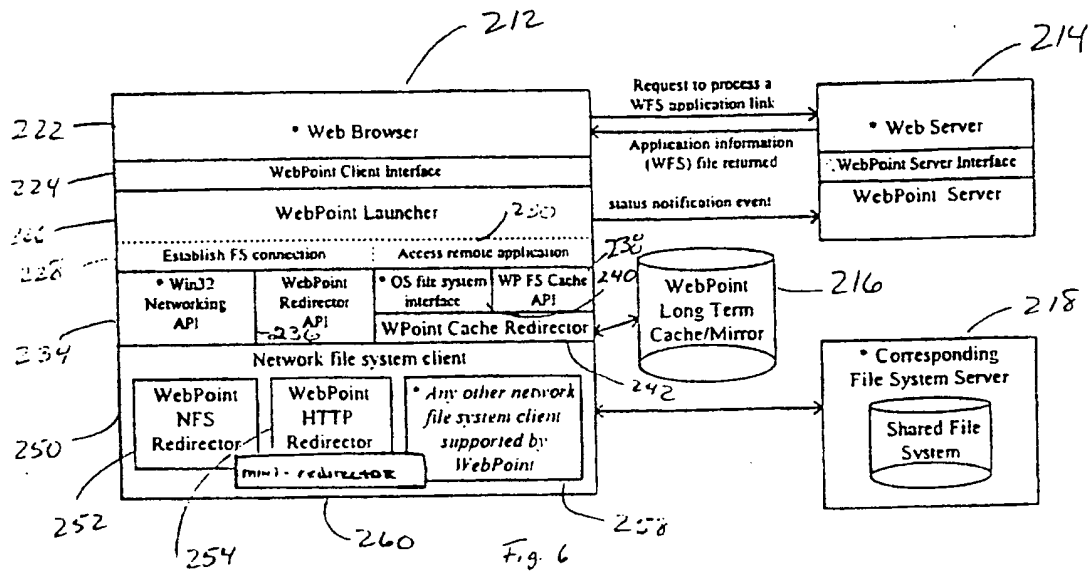 212
214
Request to process a
WFS application link
222
* Web Browser
* Web Server
Application information
(WFS) file returned
224
WebPoint Client Interface
WebPoint Server Interface
WebPoint Server
WebPoint Launcher
status notification event
230
228
Establish FS connection
Access remote application
238
240
* Win32
Networking
API
WebPoint
Redirector
API
* OS file system
interface
WP FS Cache
API
WebPoint
Long Term
Cache/Mirror
216
218
234
236
WPoint Cache Redirector
242
Network file system client
* Corresponding
File System Server
WebPoint
NFS
Redirector
WebPoint
HTTP
Redirector
* Any other network
file system client
supported by
WebPoint
Shared File
System
250
mini-redirector
252
254
260
258
Fig. 6